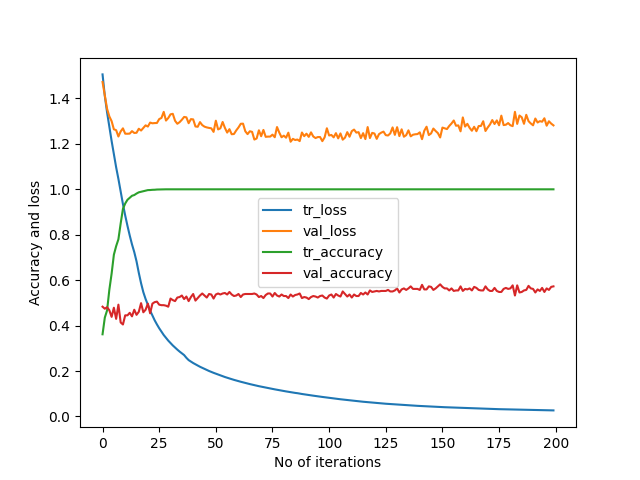 Accuracy and loss
1.4
1.2
1.0
0.8
0.6
0.4
0.2
0.0
tr_loss
val_loss
tr_accuracy
val_accuracy
0 25 50 75 100 125 150 175 200
No of iterations